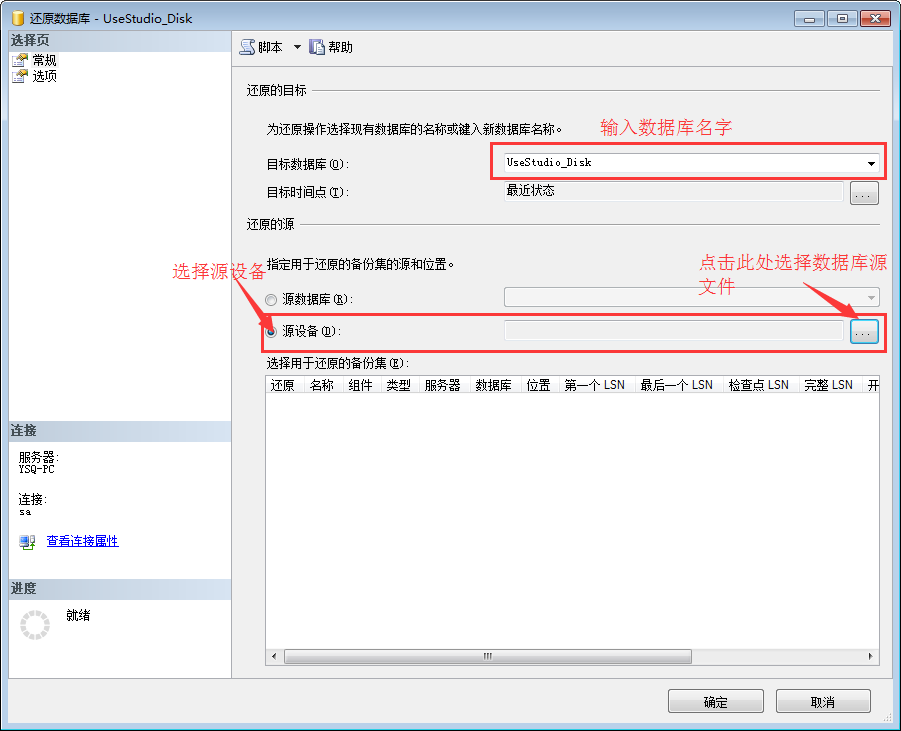 还原数据库 - UseStudio_Disk
选择页
常规
选项
脚本
帮助
还原的目标
为还原操作选择现有数据库的名称或键入新数据库名称。
输入数据库名字
目标数据库(O):
UseStudio_Disk
目标时间点(T):
最近状态
...
还原的源
指定用于还原的备份集的源和位置。
选择源设备
点击此处选择数据库源
文件
源数据库(R):
源设备(D):
...
选择用于还原的备份集(E):
还原 名称 组件 类型 服务器 数据库 位置 第一个 LSN 最后一个 LSN 检查点 LSN 完整 LSN 开
连接
服务器:
YSQ-PC
连接:
sa
查看连接属性
进度
就绪
确定
取消